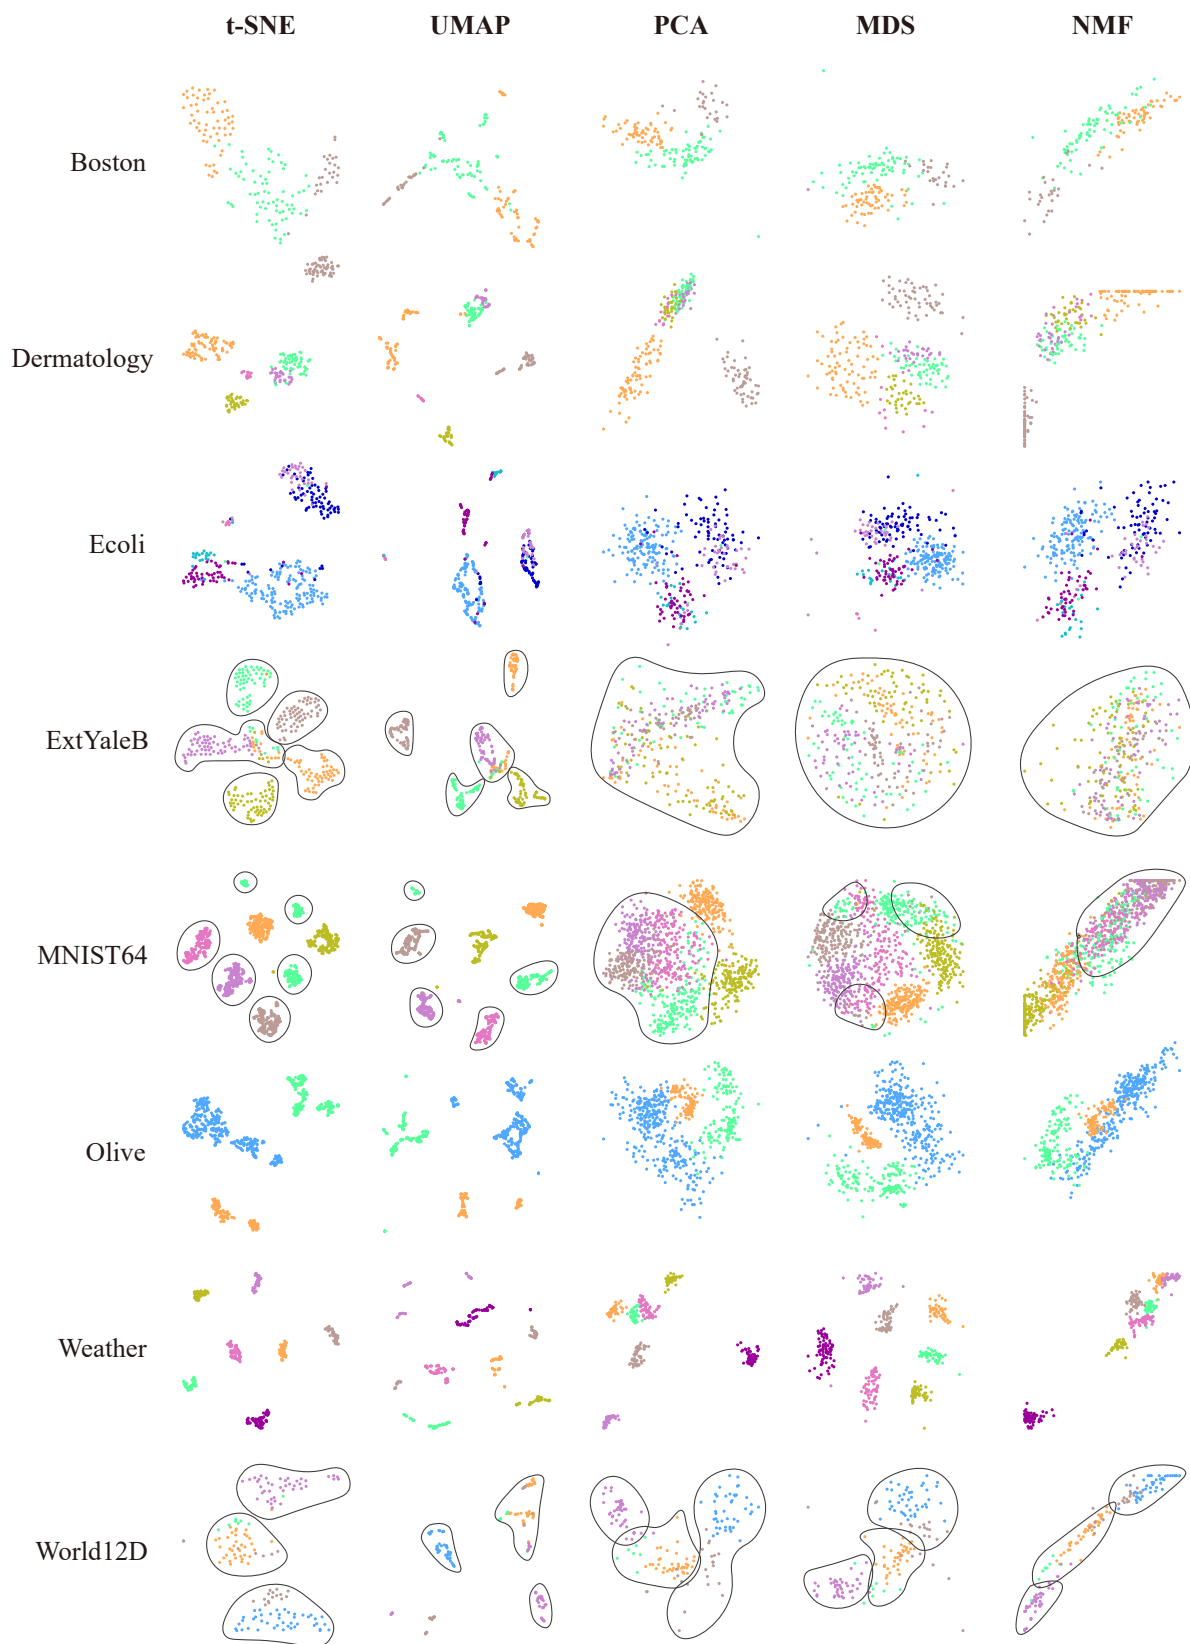 t-SNE UMAP PCA MDS NMF
Boston
Dermatology
Ecoli
ExtYaleB
MNIST64
Olive
Weather
World12D